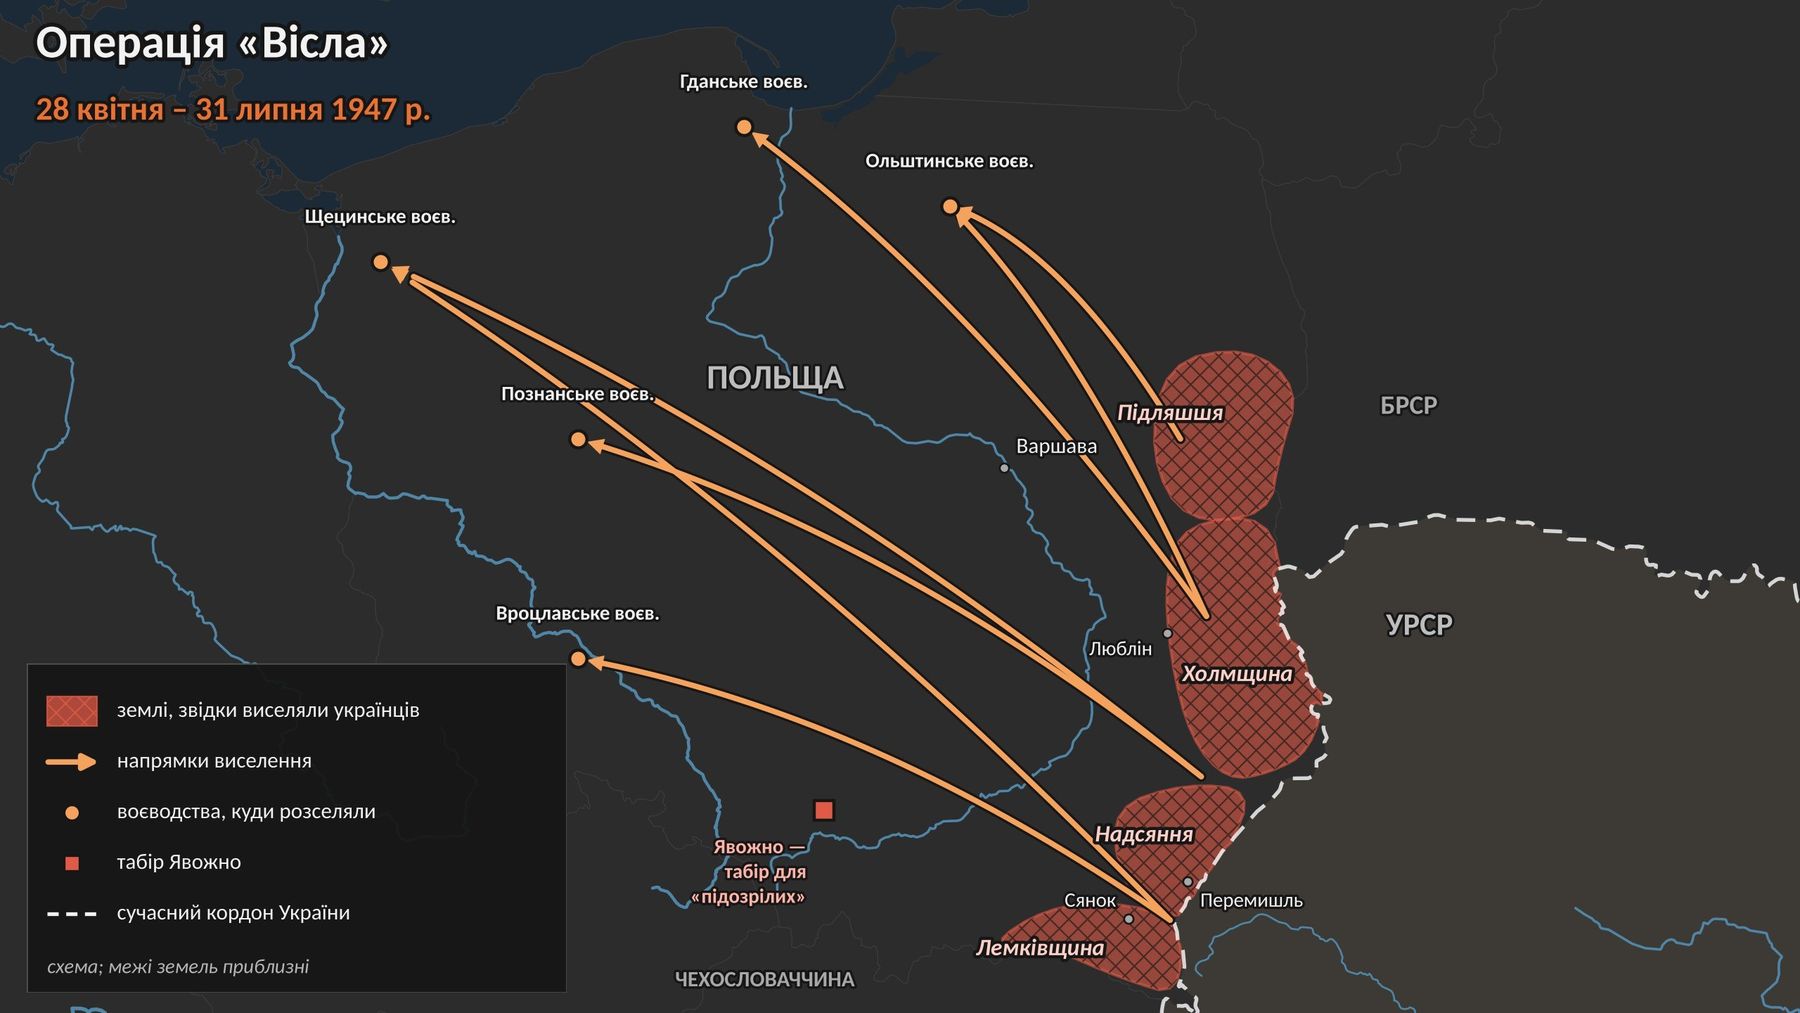 Операція «Вісла»
28 квітня – 31 липня 1947 р.
Гданське воєв.
Ольштинське воєв.
Щецинське воєв.
ПОЛЬЩА
Познанське воєв.
Підляшшя
БРСР
Варшава
Вроцлавське воєв.
УРСР
Люблін
Холмщина
землі, звідки виселяли українців
напрямки виселення
воєводства, куди розселяли
табір Явожно
сучасний кордон України
схема; межі земель приблизні
Явожно —
табір для
«підозрілих»
Надсяння
Сянок
Перемишль
Лемківщина
ЧЕХОСЛОВАЧЧИНА